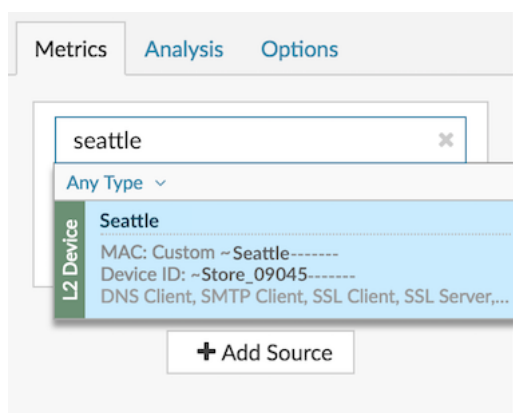 Metrics Analysis Options
seattle
Any Type
L2 Device
Seattle
MAC: Custom ~Seattle-------
Device ID: ~Store_09045-------
DNS Client, SMTP Client, SSL Client, SSL Server,...
+ Add Source